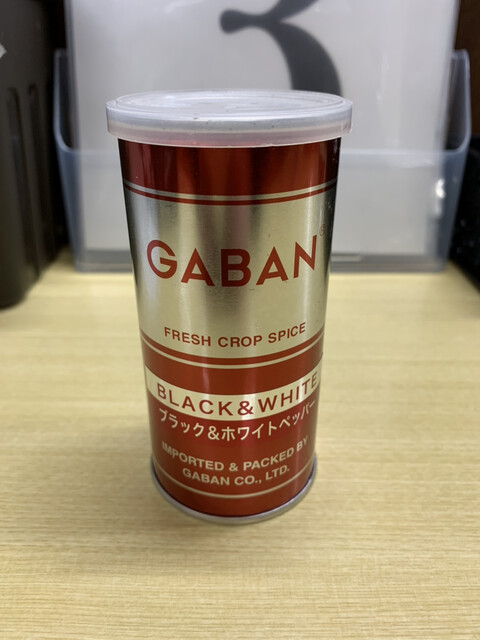 3
GABAN
FRESH CROP SPICE
BLACK&WHITE
ブラック&ホワイトペッパー
IMPORTED & PACKED BY
GABAN CO., LTD.